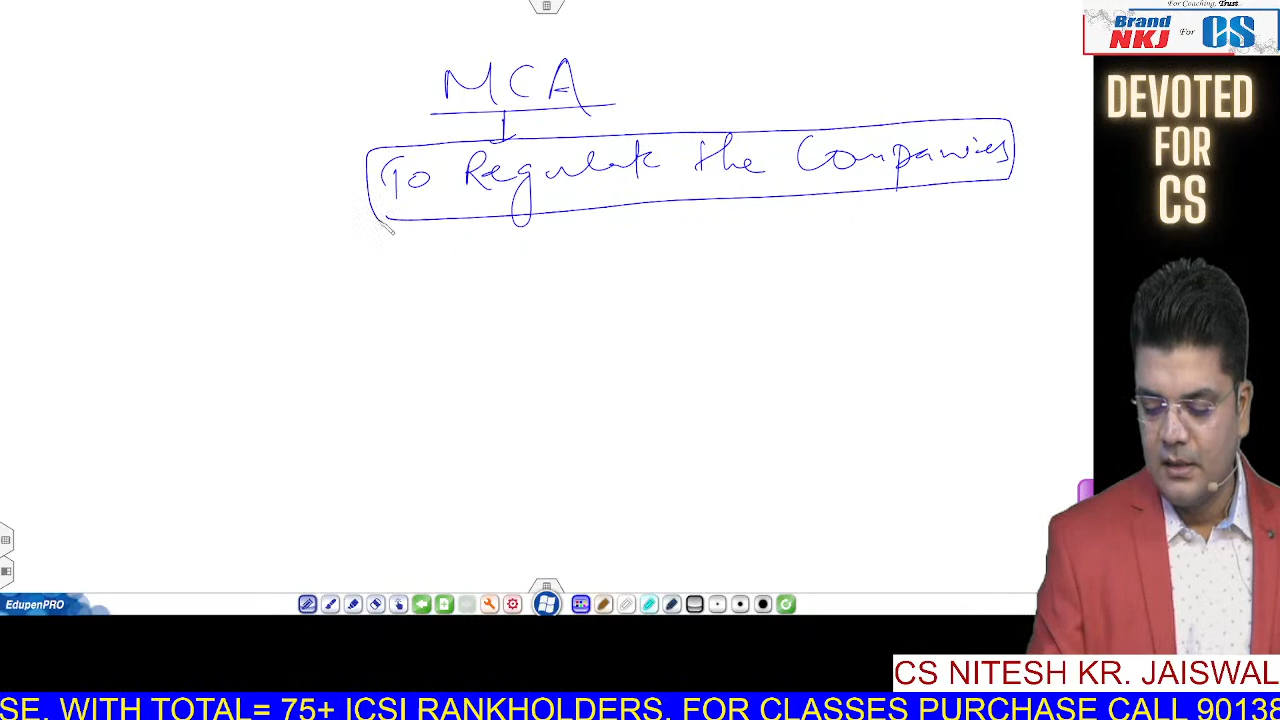 For Coaching, Trust
Brand
NKJ
For
CS
MCA
To Regulate the Companies
DEVOTED
FOR
CS
EdupenPRO
CS NITESH KR. JAISWAL
SE. WITH TOTAL= 75+ ICSI RANKHOLDERS. FOR CLASSES PURCHASE CALL 90138